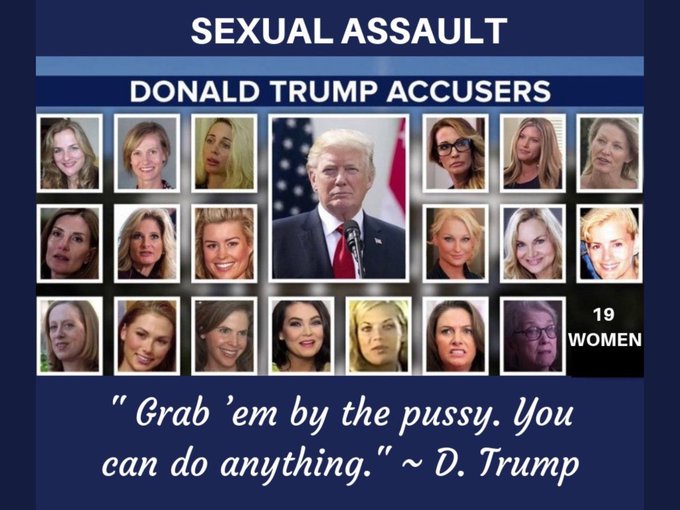 SEXUAL ASSAULT
DONALD TRUMP ACCUSERS
19
WOMEN
" Grab 'em by the pussy. You
can do anything." ~ D. Trump